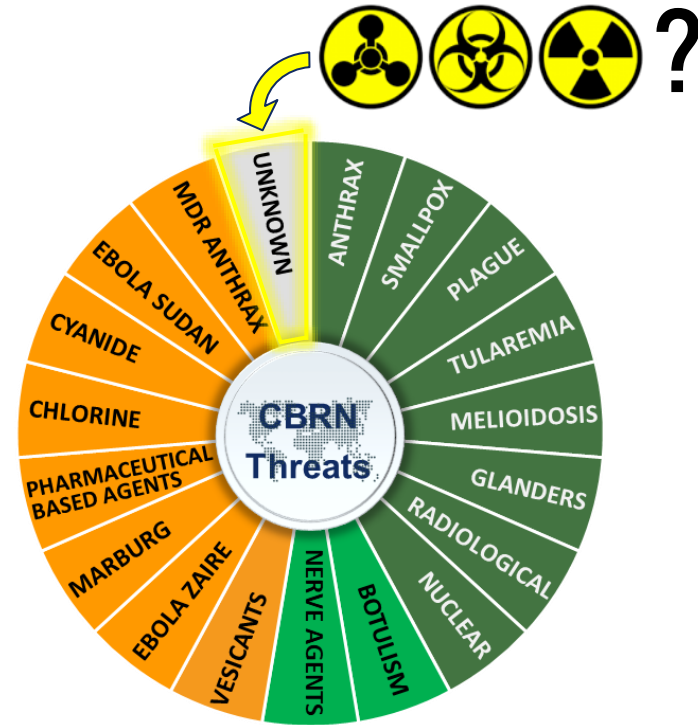 ?
UNKNOWN
ANTHRAX
SMALLPOX
PLAGUE
TULAREMIA
MELIOIDOSIS
GLANDERS
RADIOLOGICAL
NUCLEAR
BOTULISM
NERVE AGENTS
VESICANTS
EBOLA ZAIRE
MARBURG
PHARMACEUTICAL
BASED AGENTS
CHLORINE
CYANIDE
EBOLA SUDAN
MDR ANTHRAX
CBRN
Threats